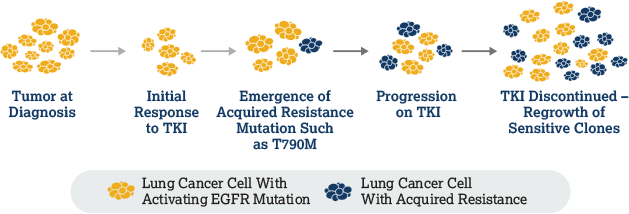 Tumor at
Diagnosis
Initial
Response
to TKI
Emergence of
Acquired Resistance
Mutation Such
as T790M
Progression
on TKI
TKI Discontinued –
Regrowth of
Sensitive Clones
Lung Cancer Cell With
Activating EGFR Mutation
Lung Cancer Cell
With Acquired Resistance